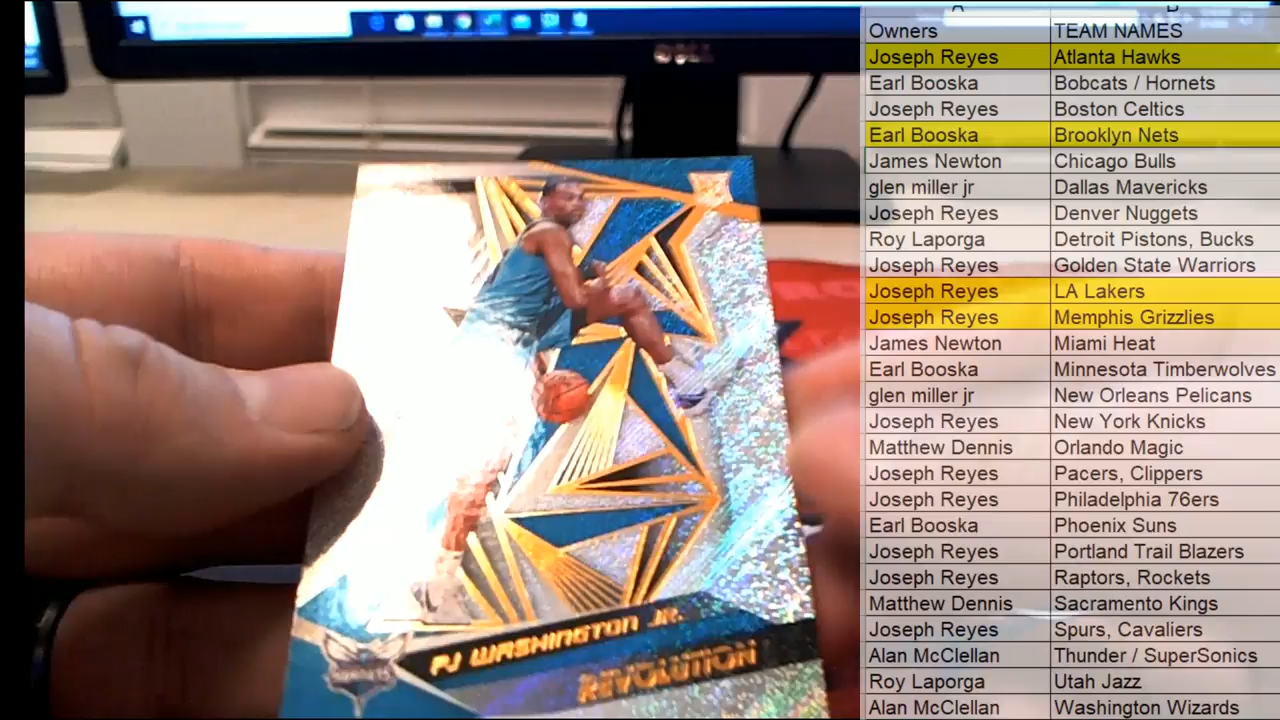 DELL
PJ WASHINGTON JR.
REVOLUTION
HORNETS
A B
Owners TEAM NAMES
Joseph Reyes Atlanta Hawks
Earl Booska Bobcats / Hornets
Joseph Reyes Boston Celtics
Earl Booska Brooklyn Nets
James Newton Chicago Bulls
glen miller jr Dallas Mavericks
Joseph Reyes Denver Nuggets
Roy Laporga Detroit Pistons, Bucks
Joseph Reyes Golden State Warriors
Joseph Reyes LA Lakers
Joseph Reyes Memphis Grizzlies
James Newton Miami Heat
Earl Booska Minnesota Timberwolves
glen miller jr New Orleans Pelicans
Joseph Reyes New York Knicks
Matthew Dennis Orlando Magic
Joseph Reyes Pacers, Clippers
Joseph Reyes Philadelphia 76ers
Earl Booska Phoenix Suns
Joseph Reyes Portland Trail Blazers
Joseph Reyes Raptors, Rockets
Matthew Dennis Sacramento Kings
Joseph Reyes Spurs, Cavaliers
Alan McClellan Thunder / SuperSonics
Roy Laporga Utah Jazz
Alan McClellan Washington Wizards